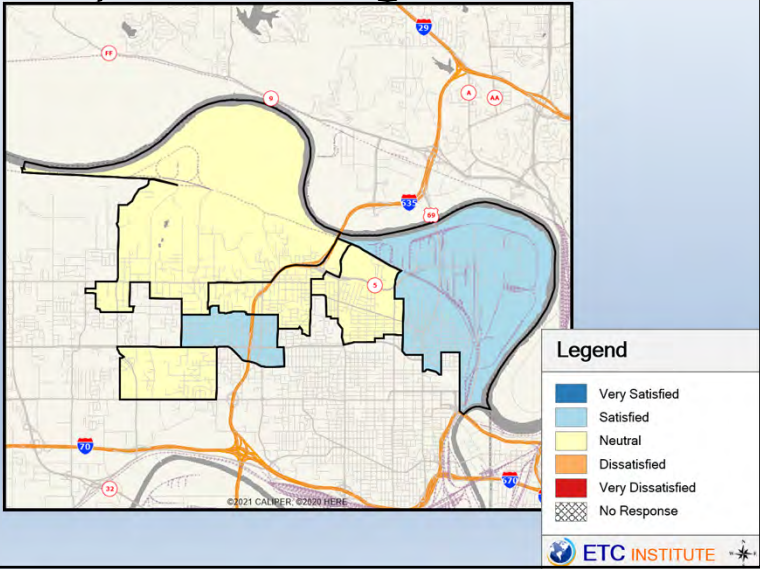 29
FF
9
A
AA
635
69
5
Legend
Very Satisfied
Satisfied
Neutral
Dissatisfied
Very Dissatisfied
No Response
70
670
32
©2021 CALIPER; ©2020 HERE
ETC INSTITUTE